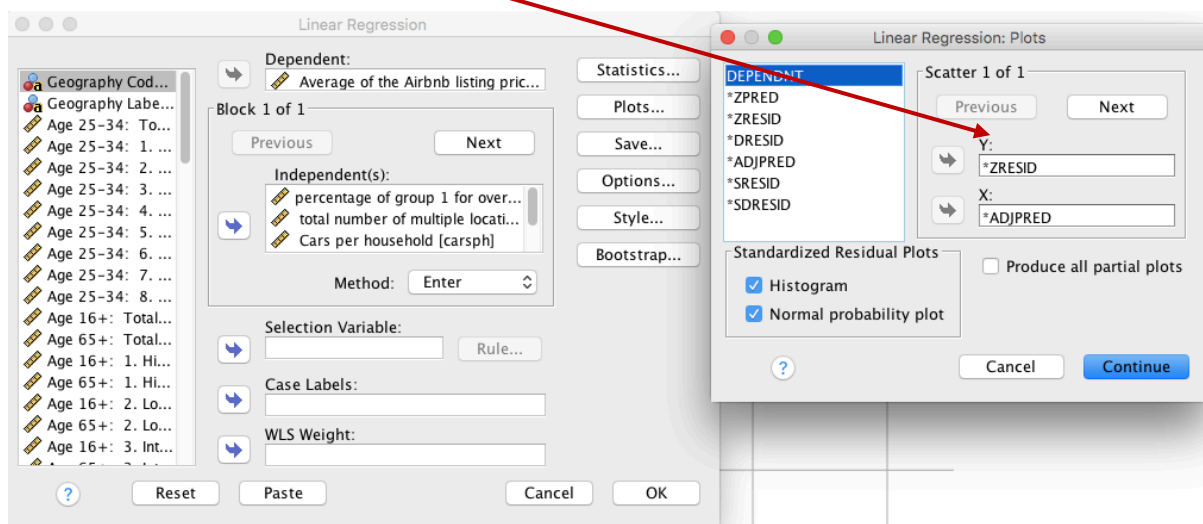 Linear Regression
Geography Cod...
Geography Labe...
Age 25-34: To...
Age 25-34: 1. ...
Age 25-34: 2. ...
Age 25-34: 3. ...
Age 25-34: 4. ...
Age 25-34: 5. ...
Age 25-34: 6. ...
Age 25-34: 7. ...
Age 25-34: 8. ...
Age 16+: Total...
Age 65+: Total...
Age 16+: 1. Hi...
Age 65+: 1. Hi...
Age 16+: 2. Lo...
Age 65+: 2. Lo...
Age 16+: 3. Int...
Dependent:
Average of the Airbnb listing pric...
Block 1 of 1
Previous
Next
Independent(s):
percentage of group 1 for over...
total number of multiple locati...
Cars per household [carsph]
Method:
Enter
Selection Variable:
Rule...
Case Labels:
WLS Weight:
Statistics...
Plots...
Save...
Options...
Style...
Bootstrap...
?
Reset
Paste
Cancel
OK
Linear Regression: Plots
DEPENDNT
*ZPRED
*ZRESID
*DRESID
*ADJPRED
*SRESID
*SDRESID
Scatter 1 of 1
Previous
Next
Y:
*ZRESID
X:
*ADJPRED
Standardized Residual Plots
Histogram
Normal probability plot
Produce all partial plots
?
Cancel
Continue